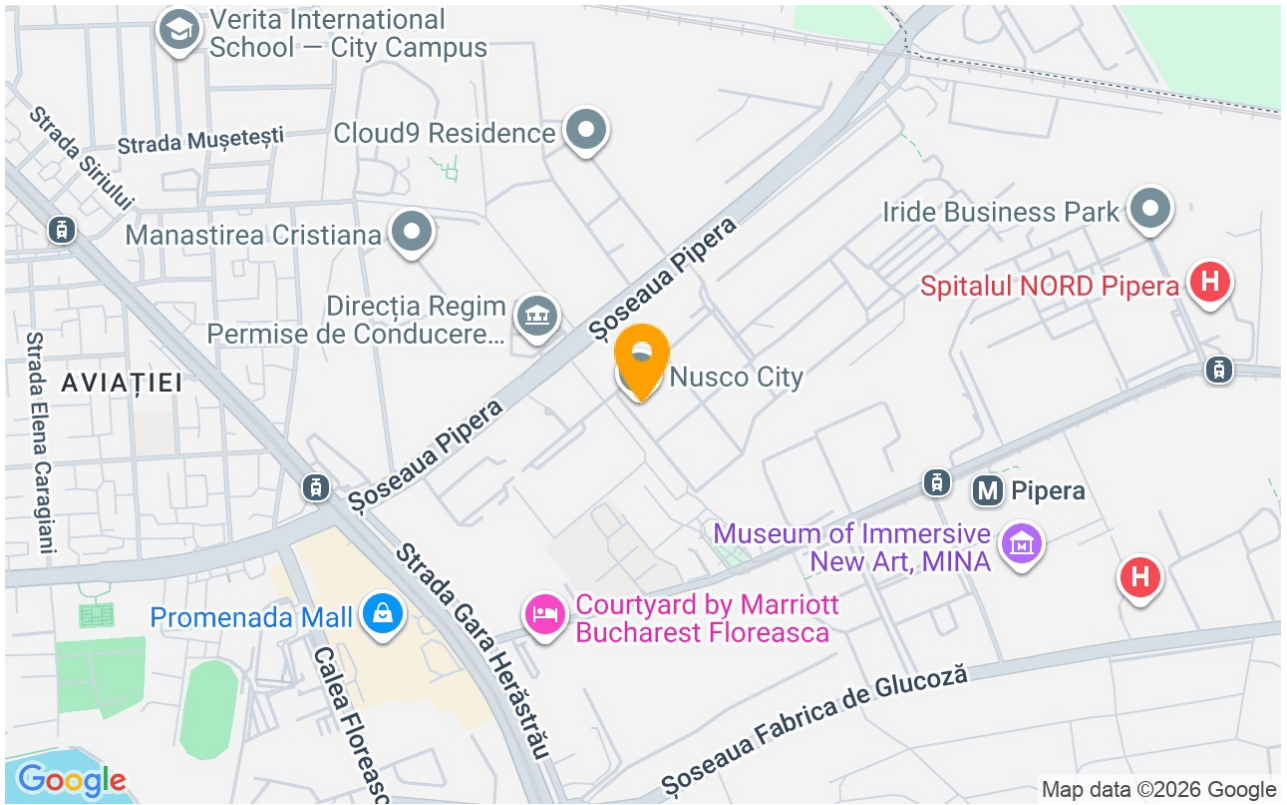 Verita International
School — City Campus
Strada Mușetești
Strada Siriului
Cloud9 Residence
Manastirea Cristiana
Iride Business Park
Șoseaua Pipera
Spitalul NORD Pipera
H
Direcția Regim
Permise de Conducere...
Strada Elena Caragiani
AVIAȚIEI
Nusco City
Șoseaua Pipera
M Pipera
Museum of Immersive
New Art, MINA
H
Strada Gara Herăstrău
Promenada Mall
Courtyard by Marriott
Bucharest Floreasca
Calea Floreasc
Șoseaua Fabrica de Glucoză
Google
Map data ©2026 Google